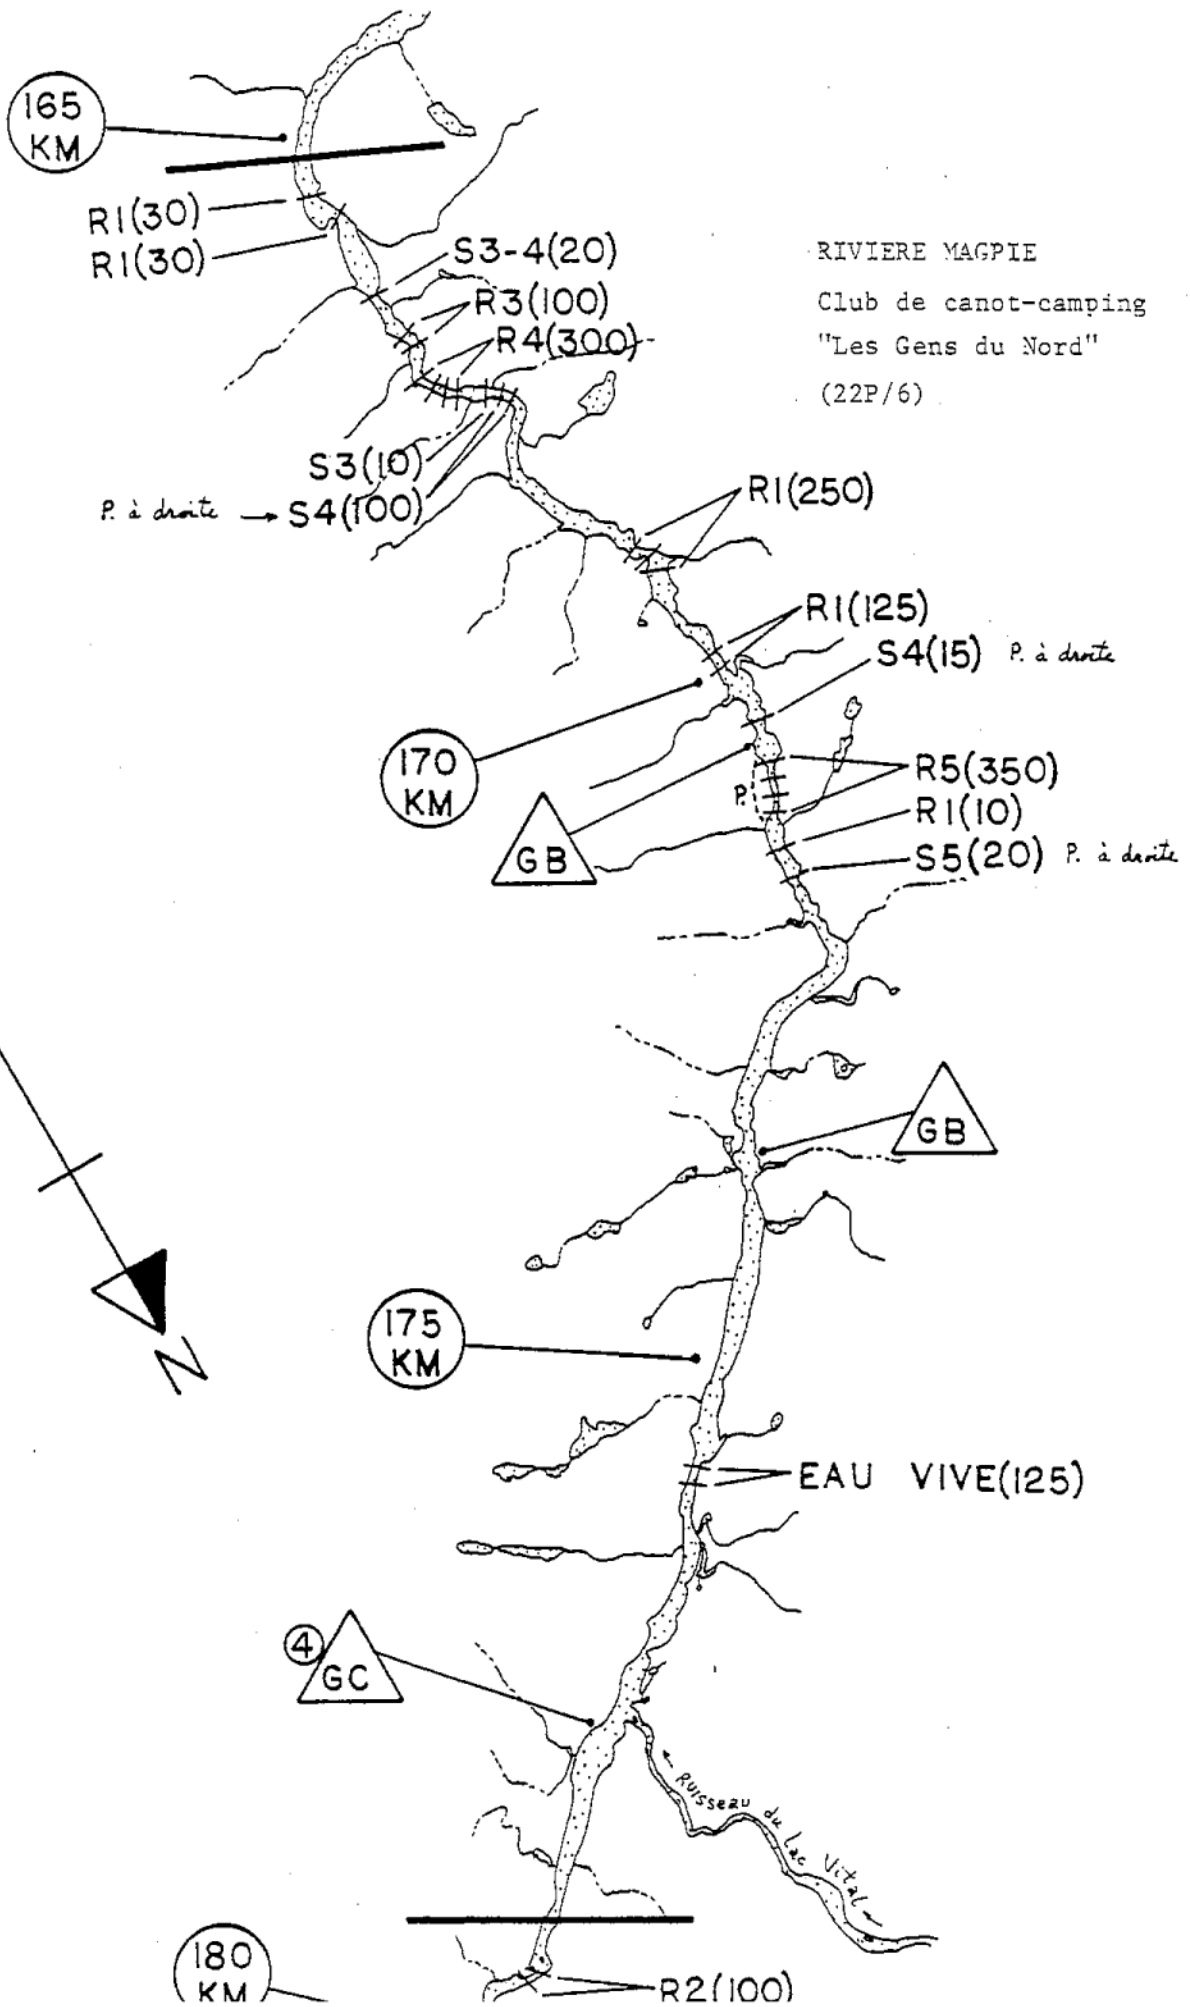 165
KM
R1(30)
R1(30)
S3-4(20)
R3(100)
R4(300)
RIVIERE MAGPIE
Club de canot-camping
"Les Gens du Nord"
(22P/6)
S3(10)
P. à droite → S4(100)
R1(250)
R1(125)
S4(15) P. à droite
170
KM
GB
P.
R5(350)
R1(10)
S5(20) P. à droite
GB
N
175
KM
EAU VIVE(125)
4
GC
Ruisseau du Lac Vital
180
KM
R2(100)